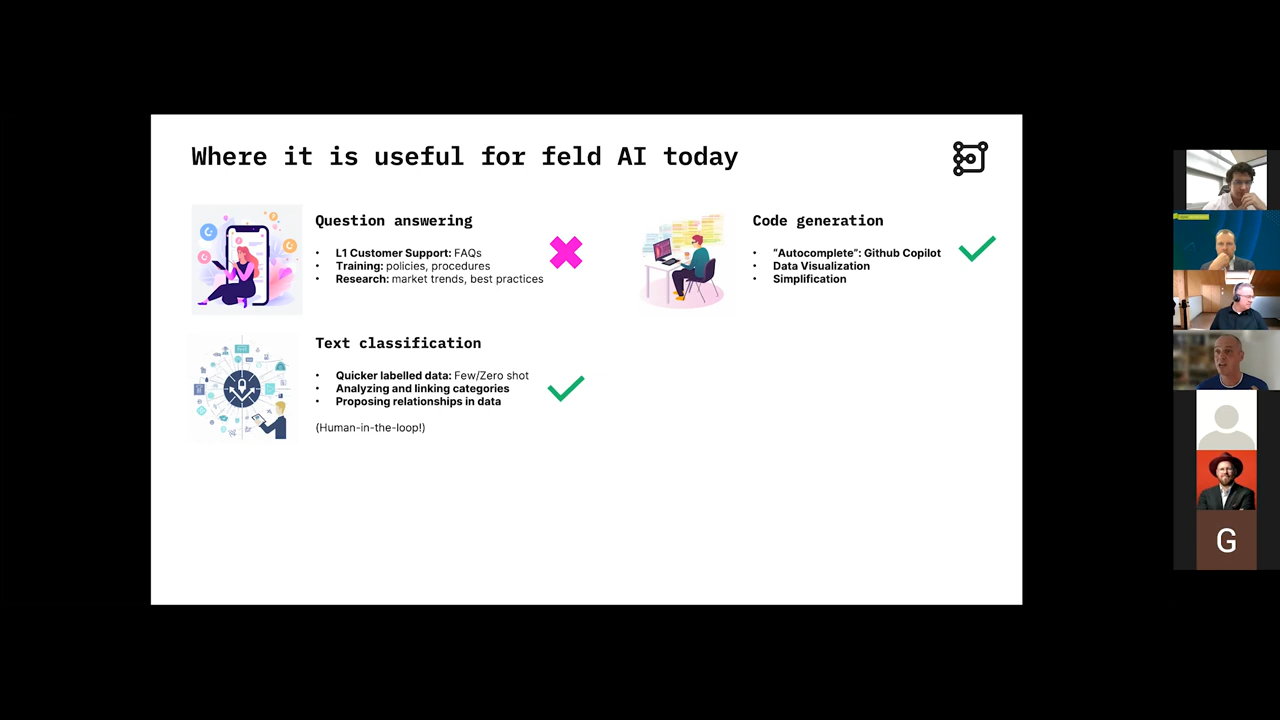 Where it is useful for feld AI today
Question answering
• L1 Customer Support: FAQs
• Training: policies, procedures
• Research: market trends, best practices
Code generation
• “Autocomplete”: Github Copilot
• Data Visualization
• Simplification
Text classification
• Quicker labelled data: Few/Zero shot
• Analyzing and linking categories
• Proposing relationships in data
(Human-in-the-loop!)
G